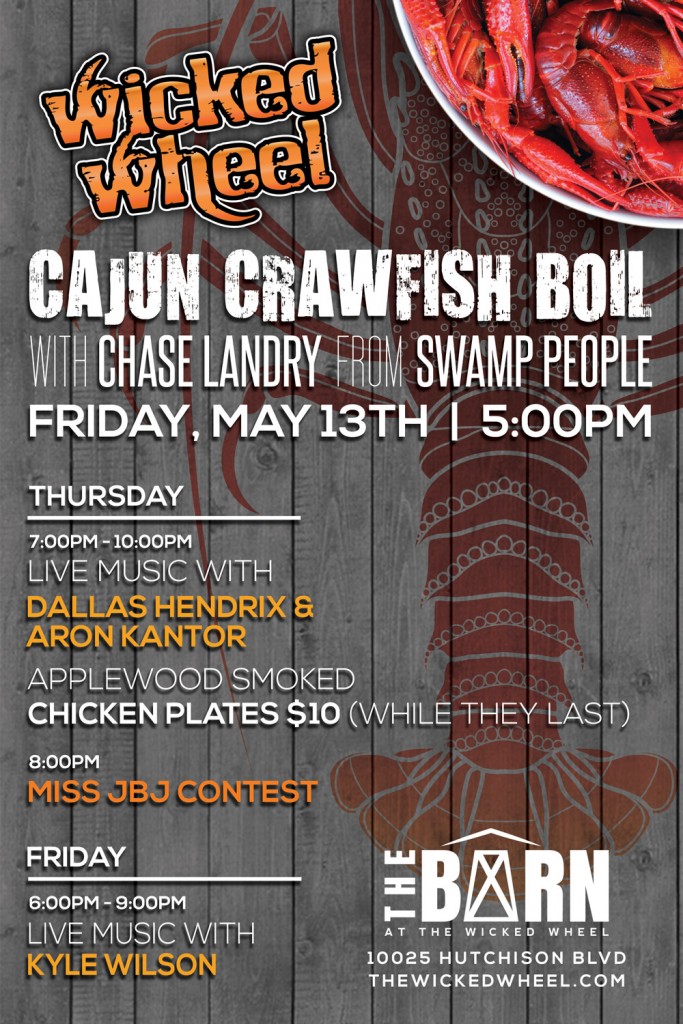 wicked
wheel
CAJUN CRAWFISH BOIL
WITH CHASE LANDRY FROM SWAMP PEOPLE
FRIDAY, MAY 13TH | 5:00PM
THURSDAY
7:00PM - 10:00PM
LIVE MUSIC WITH
DALLAS HENDRIX &
ARON KANTOR
APPLEWOOD SMOKED
CHICKEN PLATES $10 (WHILE THEY LAST)
8:00PM
MISS JBJ CONTEST
FRIDAY
6:00PM - 9:00PM
LIVE MUSIC WITH
KYLE WILSON
THE BARN
AT THE WICKED WHEEL
10025 HUTCHISON BLVD
THEWICKEDWHEEL.COM